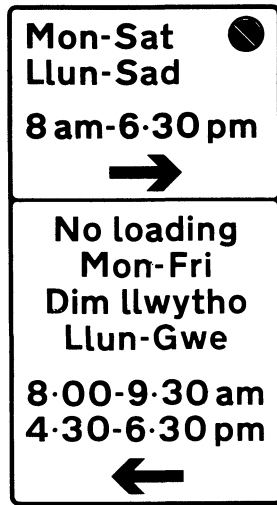 Mon-Sat
Llun-Sad
8 am-6·30 pm
No loading
Mon-Fri
Dim llwytho
Llun-Gwe
8·00-9·30 am
4·30-6·30 pm